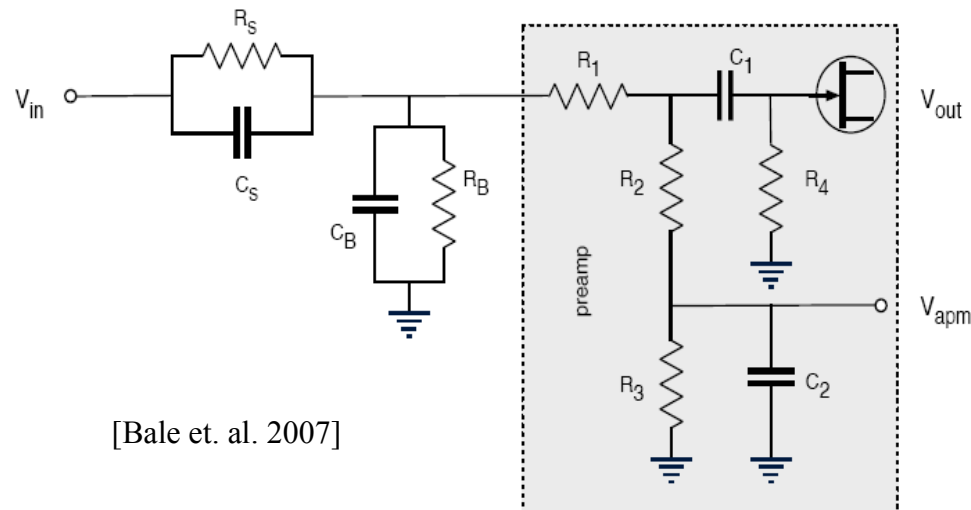 R_S
V_in
C_S
C_B
R_B
R_1
C_1
V_out
R_2
R_4
preamp
V_apm
R_3
C_2
[Bale et. al. 2007]